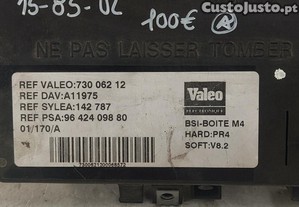 15-85-02
100€ A
Custojusto.pt
NE PAS LAISSER TOMBER
REF VALEO:730 062 12
REF DAV:A11975
REF SYLEA:142 787
REF PSA:96 424 098 80
01/170/A
Valeo
ELECTRONIQUE
BSI-BOITE M4
HARD:PR4
SOFT:V8.2
7300621200066573